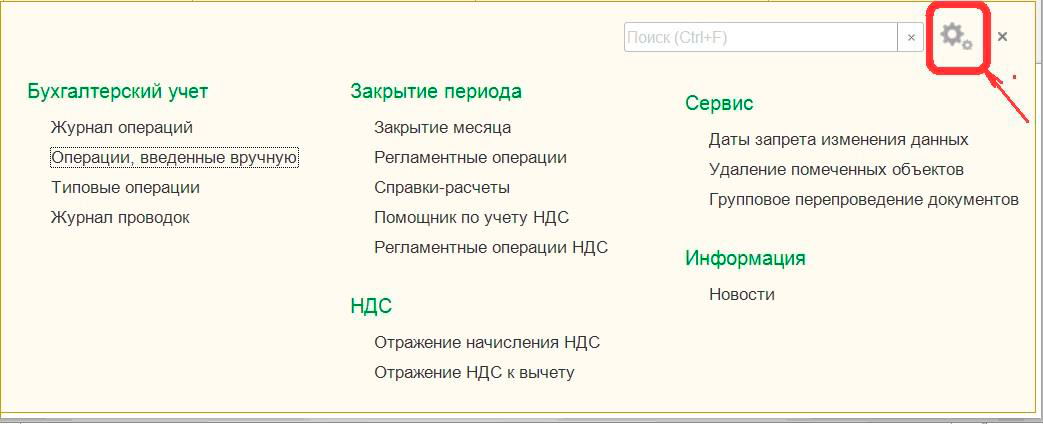 Поиск (Ctrl+F)
×
×
Бухгалтерский учет
Журнал операций
Операции, введенные вручную
Типовые операции
Журнал проводок
Закрытие периода
Закрытие месяца
Регламентные операции
Справки-расчеты
Помощник по учету НДС
Регламентные операции НДС
НДС
Отражение начисления НДС
Отражение НДС к вычету
Сервис
Даты запрета изменения данных
Удаление помеченных объектов
Групповое перепроведение документов
Информация
Новости